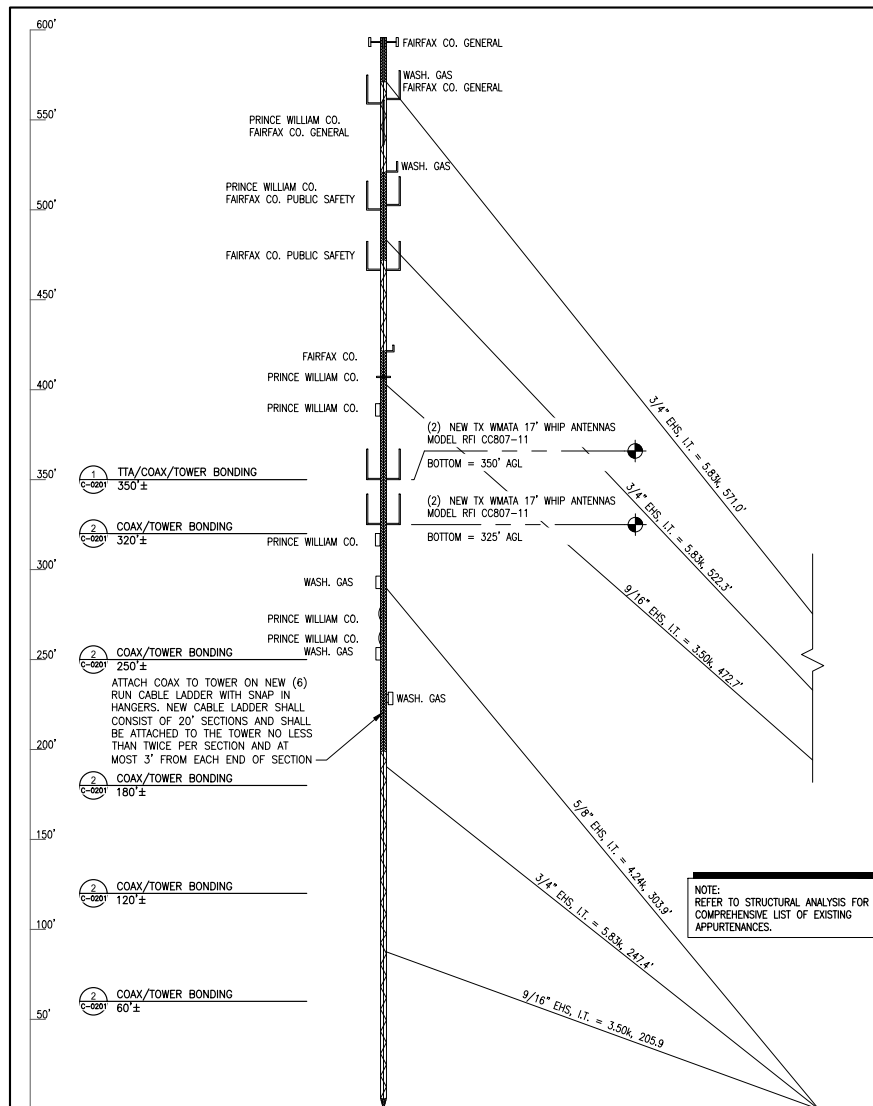 600'
FAIRFAX CO. GENERAL
WASH. GAS
FAIRFAX CO. GENERAL
550'
PRINCE WILLIAM CO.
FAIRFAX CO. GENERAL
WASH. GAS
PRINCE WILLIAM CO.
FAIRFAX CO. PUBLIC SAFETY
500'
FAIRFAX CO. PUBLIC SAFETY
450'
FAIRFAX CO.
PRINCE WILLIAM CO.
400'
PRINCE WILLIAM CO.
3/4" EHS, I.T. = 5.83k, 571.0'
(2) NEW TX WMATA 17' WHIP ANTENNAS
MODEL RFI CC807-11
BOTTOM = 350' AGL
1
C-0201
TTA/COAX/TOWER BONDING
350'±
350'
3/4" EHS, I.T. = 5.83k, 522.3'
(2) NEW TX WMATA 17' WHIP ANTENNAS
MODEL RFI CC807-11
BOTTOM = 325' AGL
2
C-0201
COAX/TOWER BONDING
320'±
PRINCE WILLIAM CO.
9/16" EHS, I.T. = 3.50k, 472.7'
300'
WASH. GAS
PRINCE WILLIAM CO.
PRINCE WILLIAM CO.
WASH. GAS
250'
2
C-0201
COAX/TOWER BONDING
250'±
ATTACH COAX TO TOWER ON NEW (6)
RUN CABLE LADDER WITH SNAP IN
HANGERS. NEW CABLE LADDER SHALL
CONSIST OF 20' SECTIONS AND SHALL
BE ATTACHED TO THE TOWER NO LESS
THAN TWICE PER SECTION AND AT
MOST 3' FROM EACH END OF SECTION
WASH. GAS
200'
2
C-0201
COAX/TOWER BONDING
180'±
5/8" EHS, I.T. = 4.24k, 303.9'
150'
3/4" EHS, I.T. = 5.83k, 247.4'
NOTE:
REFER TO STRUCTURAL ANALYSIS FOR
COMPREHENSIVE LIST OF EXISTING
APPURTENANCES.
2
C-0201
COAX/TOWER BONDING
120'±
100'
9/16" EHS, I.T. = 3.50k, 205.9
2
C-0201
COAX/TOWER BONDING
60'±
50'